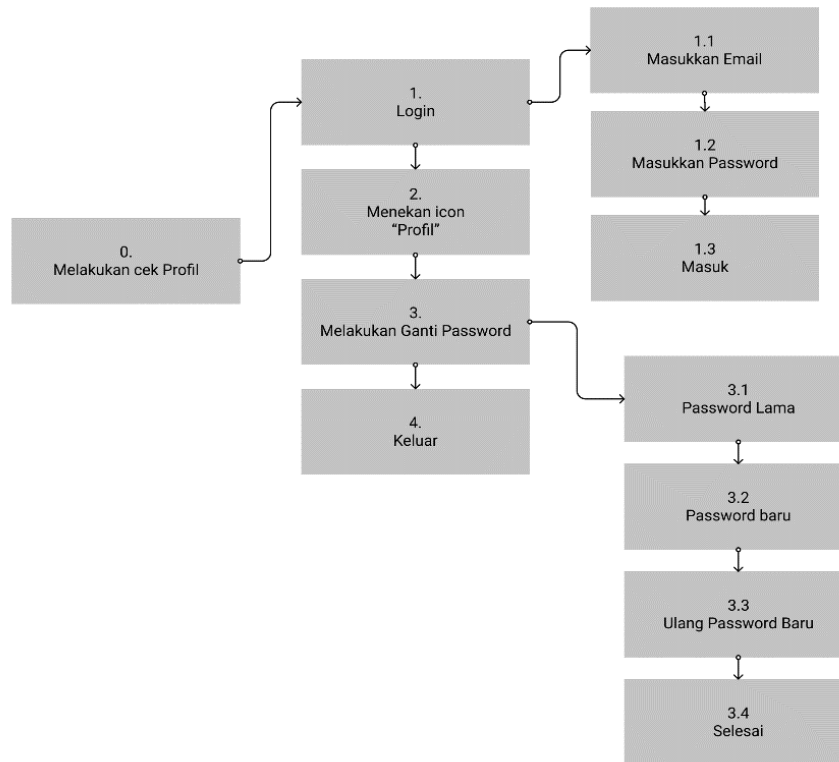 0.
Melakukan cek Profil
1.
Login
2.
Menekan icon
“Profil”
3.
Melakukan Ganti Password
4.
Keluar
1.1
Masukkan Email
1.2
Masukkan Password
1.3
Masuk
3.1
Password Lama
3.2
Password baru
3.3
Ulang Password Baru
3.4
Selesai